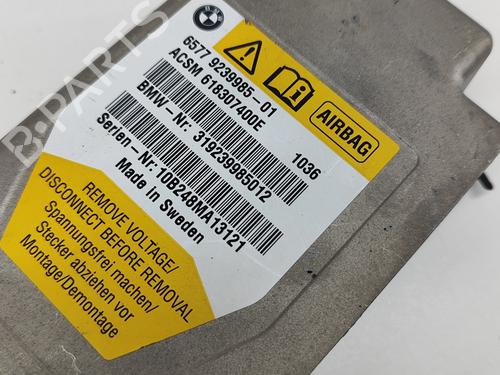 BMW
6577 9239985-01
ACSM 618307400E
AIRBAG
1036
BMW-Nr: 319239985012
Serien-Nr: 10B248MA13121
Made in Sweden
REMOVE VOLTAGE/
DISCONNECT BEFORE REMOVAL
Spannungsfrei machen/
Stecker abziehen vor
Montage/Demontage
B-PARTS